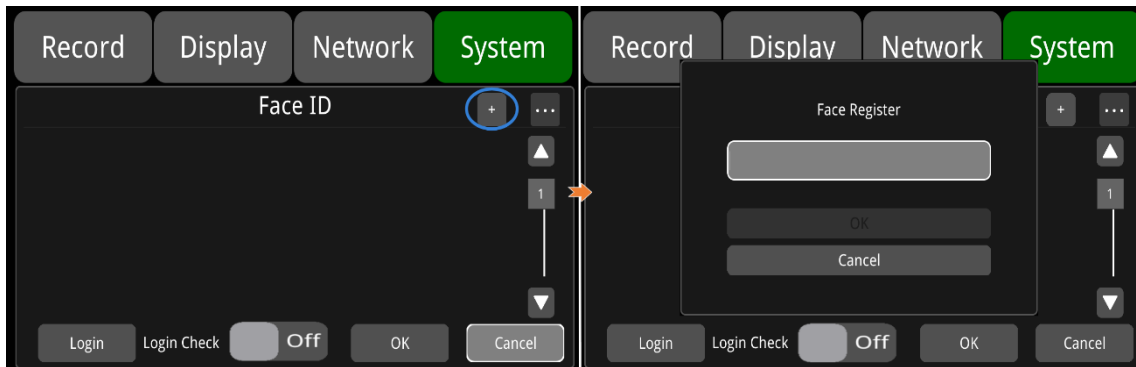 Record Display Network System
Face ID + ...
1
Login Login Check Off OK Cancel
Record Display Network System
+ ...
Face Register
1
OK
Cancel
Login Login Check Off OK Cancel